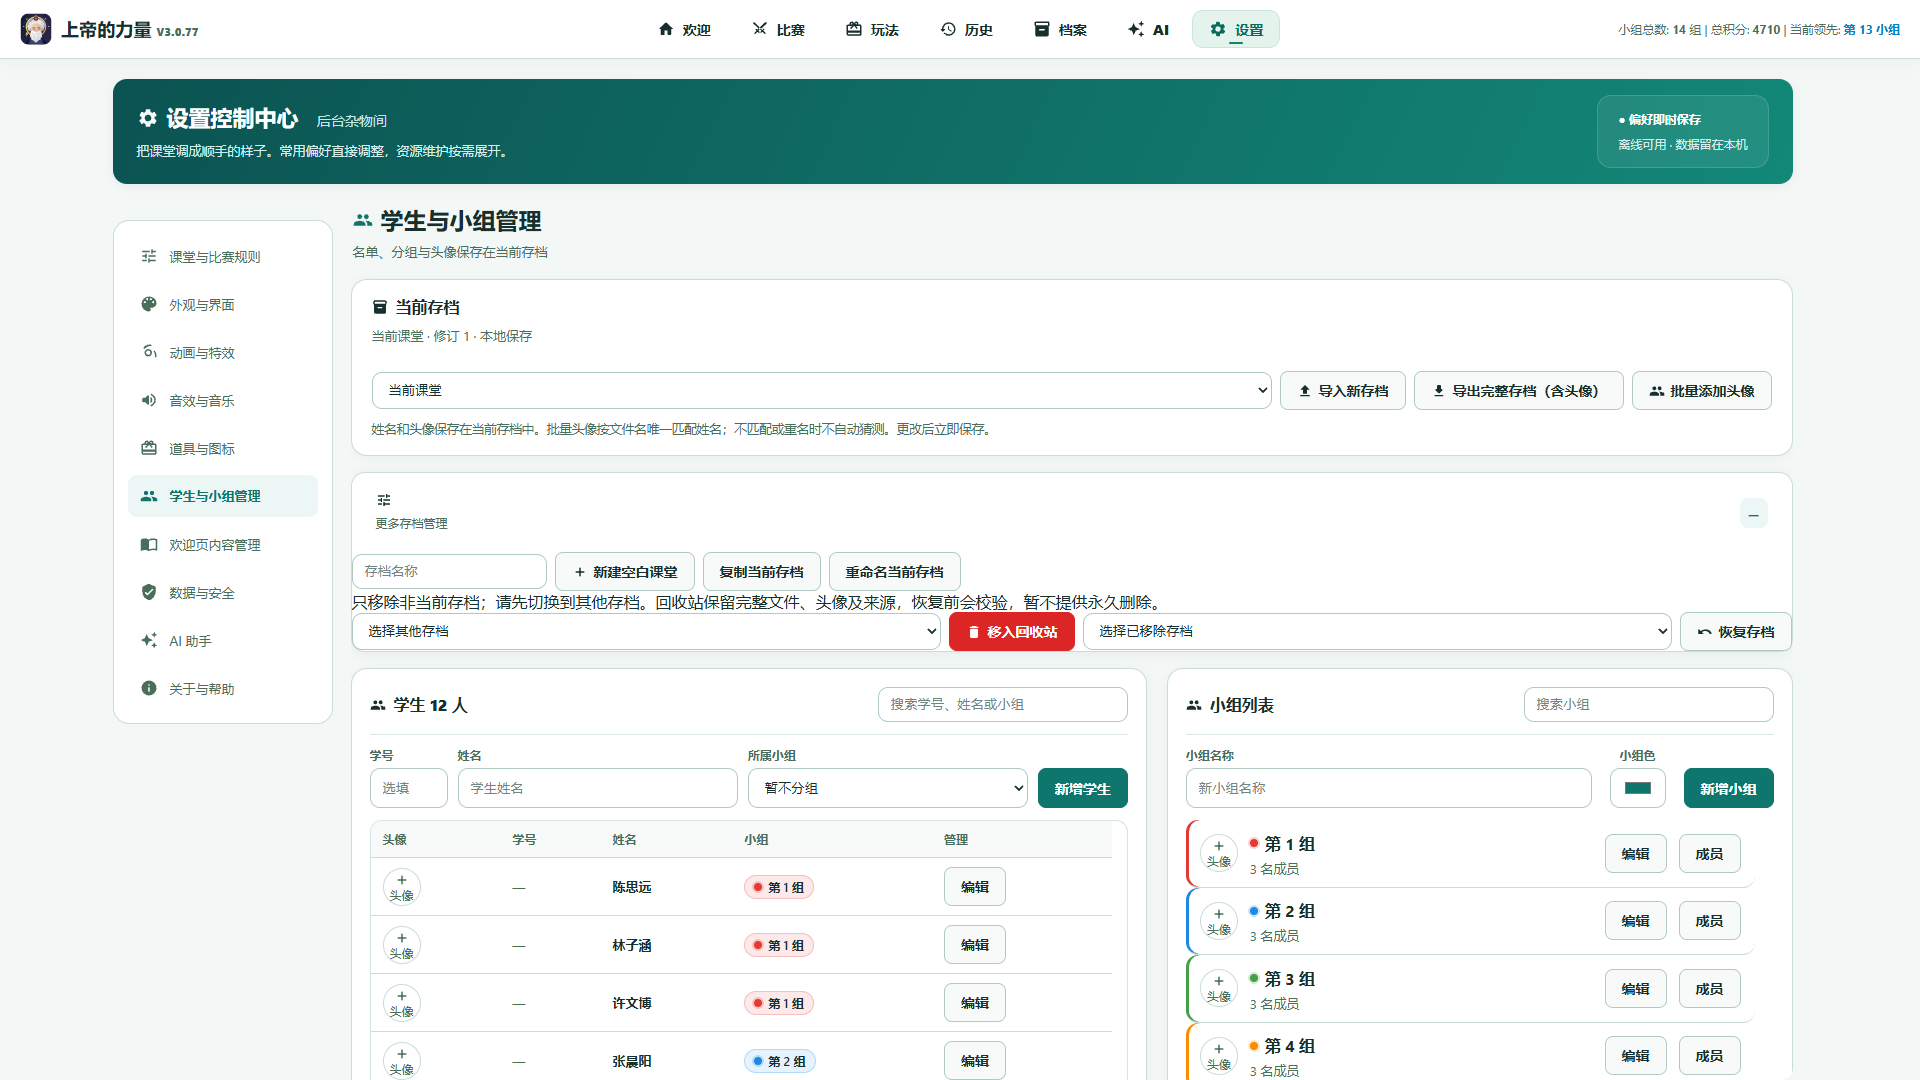 上帝的力量 V3.0.77
欢迎
比赛
玩法
历史
档案
AI
设置
小组总数: 14 组 | 总积分: 4710 | 当前领先: 第 13 小组
设置控制中心 后台杂物间
把课堂调成顺手的样子。常用偏好直接调整，资源维护按需展开。
● 偏好即时保存
离线可用 · 数据留在本机
课堂与比赛规则
外观与界面
动画与特效
音效与音乐
道具与图标
学生与小组管理
欢迎页内容管理
数据与安全
AI 助手
关于与帮助
学生与小组管理
名单、分组与头像保存在当前存档
当前存档
当前课堂 · 修订 1 · 本地保存
当前课堂
导入新存档
导出完整存档（含头像）
批量添加头像
姓名和头像保存在当前存档中。批量头像按文件名唯一匹配姓名；不匹配或重名时不自动猜测。更改后立即保存。
更多存档管理
–
存档名称
+ 新建空白课堂
复制当前存档
重命名当前存档
只移除非当前存档；请先切换到其他存档。回收站保留完整文件、头像及来源，恢复前会校验，暂不提供永久删除。
选择其他存档
移入回收站
选择已移除存档
恢复存档
学生 12 人
搜索学号、姓名或小组
学号 姓名 所属小组
选填
学生姓名
暂不分组
新增学生
头像 学号 姓名 小组 管理
+ 头像 — 陈思远 第 1 组 编辑
+ 头像 — 林子涵 第 1 组 编辑
+ 头像 — 许文博 第 1 组 编辑
+ 头像 — 张晨阳 第 2 组 编辑
小组列表
搜索小组
小组名称 小组色
新小组名称
新增小组
+ 头像 第 1 组 编辑 成员
3 名成员
+ 头像 第 2 组 编辑 成员
3 名成员
+ 头像 第 3 组 编辑 成员
3 名成员
+ 头像 第 4 组 编辑 成员
3 名成员